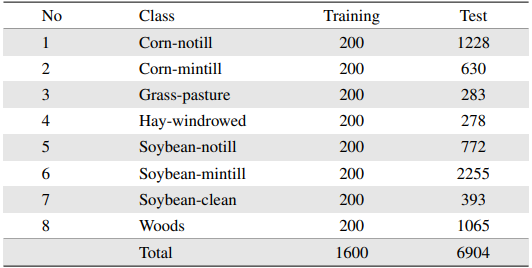 No Class Training Test
1 Corn-notill 200 1228
2 Corn-mintill 200 630
3 Grass-pasture 200 283
4 Hay-windrowed 200 278
5 Soybean-notill 200 772
6 Soybean-mintill 200 2255
7 Soybean-clean 200 393
8 Woods 200 1065
Total 1600 6904